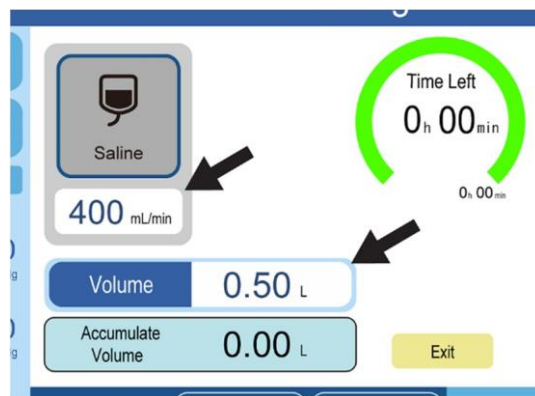 Time Left
0h 00min
Saline
0h 00min
400 mL/min
Volume 0.50 L
Accumulate
Volume
0.00 L
Exit